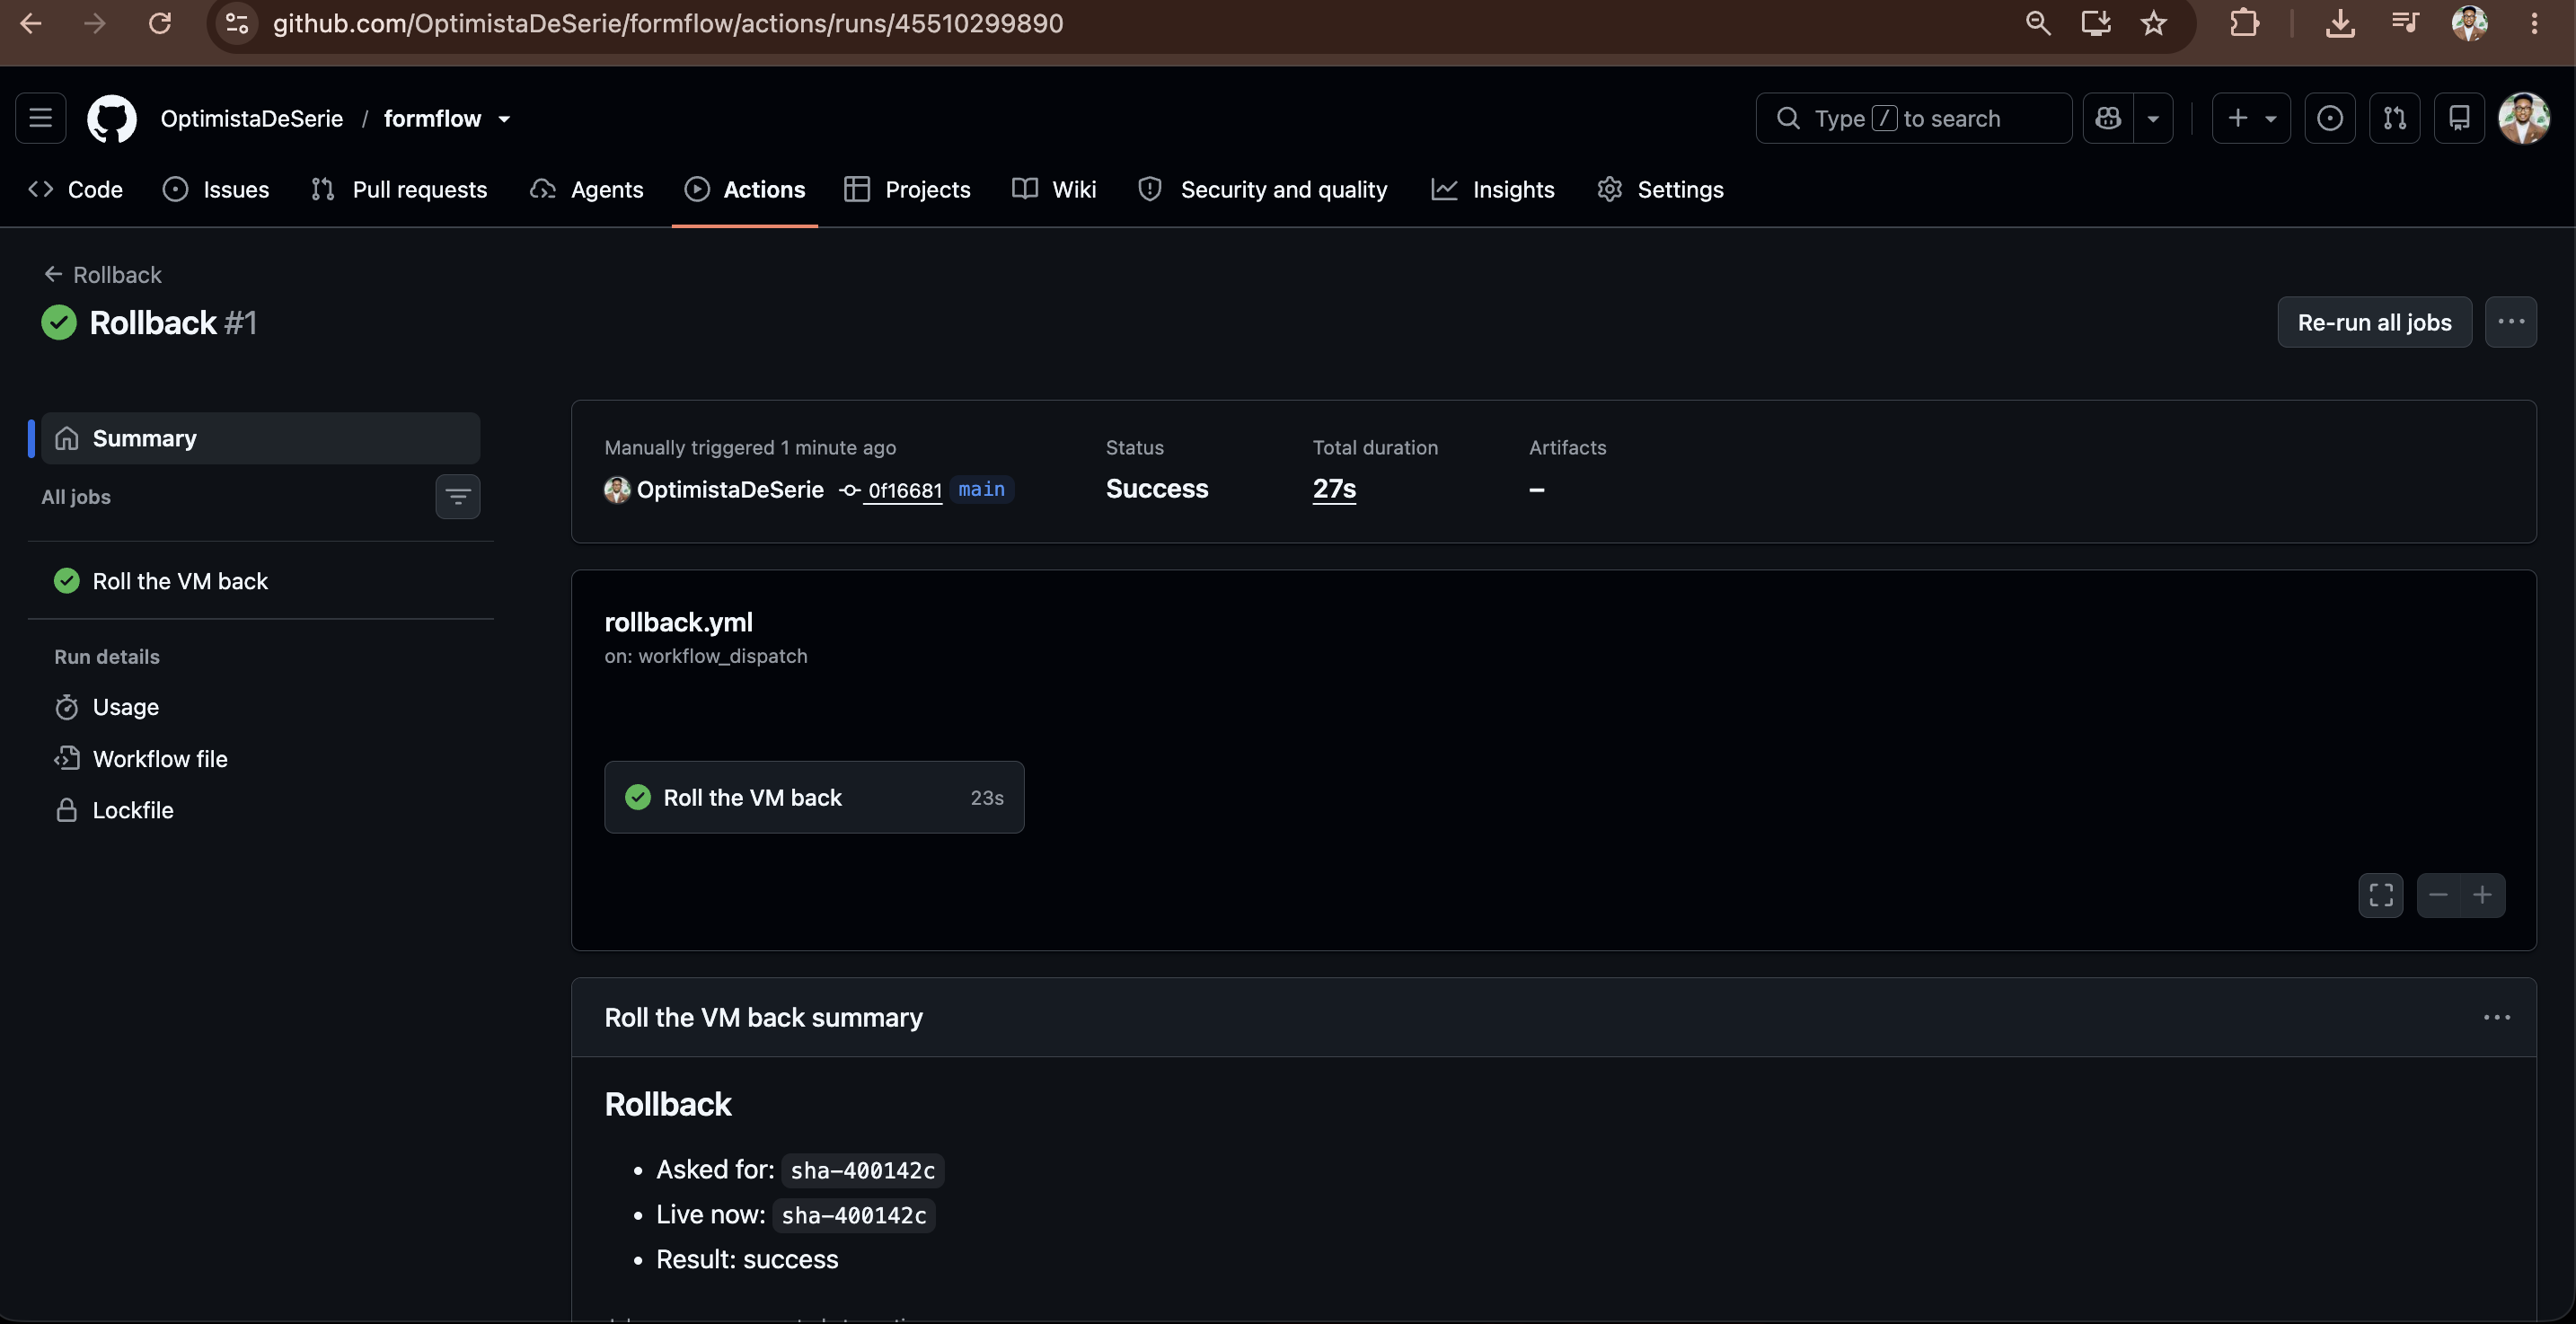 github.com/OptimistaDeSerie/formflow/actions/runs/45510299890
OptimistaDeSerie / formflow
Type / to search
Code Issues Pull requests Agents Actions Projects Wiki Security and quality Insights Settings
Rollback
Rollback #1
Re-run all jobs
Summary
All jobs
Roll the VM back
Run details
Usage
Workflow file
Lockfile
Manually triggered 1 minute ago
OptimistaDeSerie 0f16681 main
Status
Success
Total duration
27s
Artifacts
–
rollback.yml
on: workflow_dispatch
Roll the VM back 23s
Roll the VM back summary
Rollback
• Asked for: sha-400142c
• Live now: sha-400142c
• Result: success